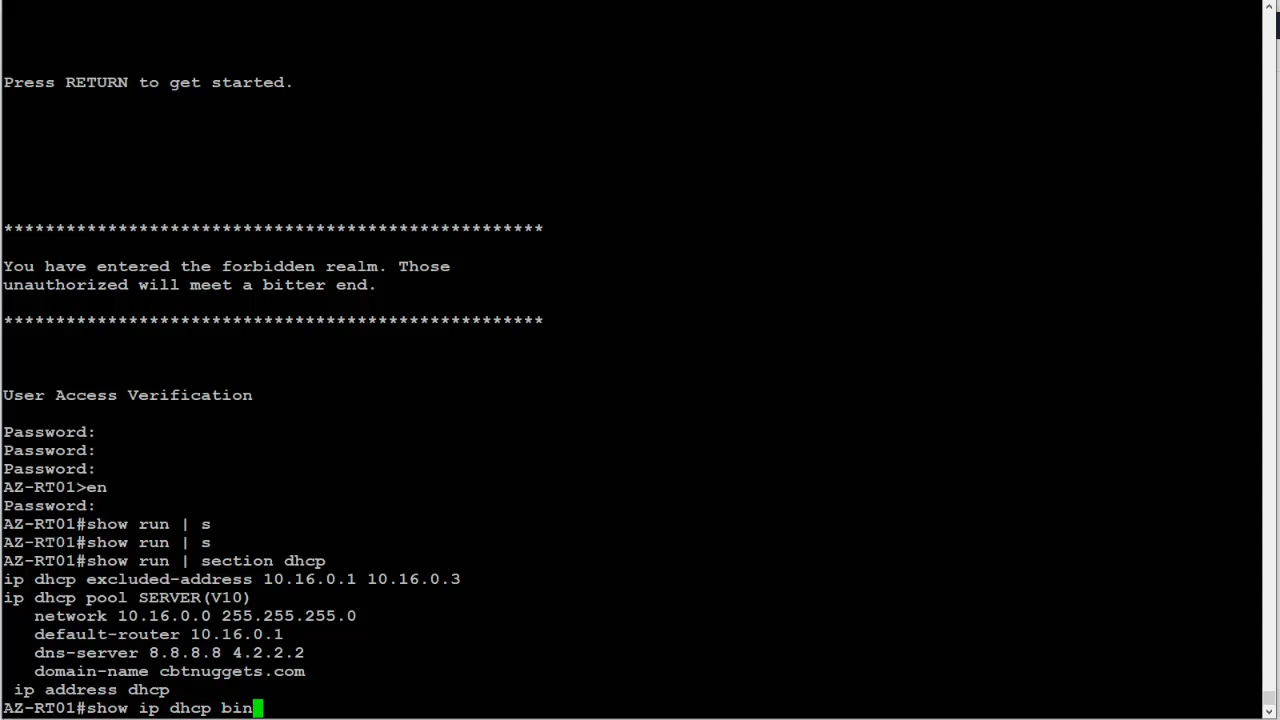 Press RETURN to get started.
****************************************************
You have entered the forbidden realm. Those
unauthorized will meet a bitter end.
****************************************************
User Access Verification
Password:
Password:
Password:
AZ-RT01>en
Password:
AZ-RT01#show run | s
AZ-RT01#show run | s
AZ-RT01#show run | section dhcp
ip dhcp excluded-address 10.16.0.1 10.16.0.3
ip dhcp pool SERVER(V10)
   network 10.16.0.0 255.255.255.0
   default-router 10.16.0.1
   dns-server 8.8.8.8 4.2.2.2
   domain-name cbtnuggets.com
 ip address dhcp
AZ-RT01#show ip dhcp bin